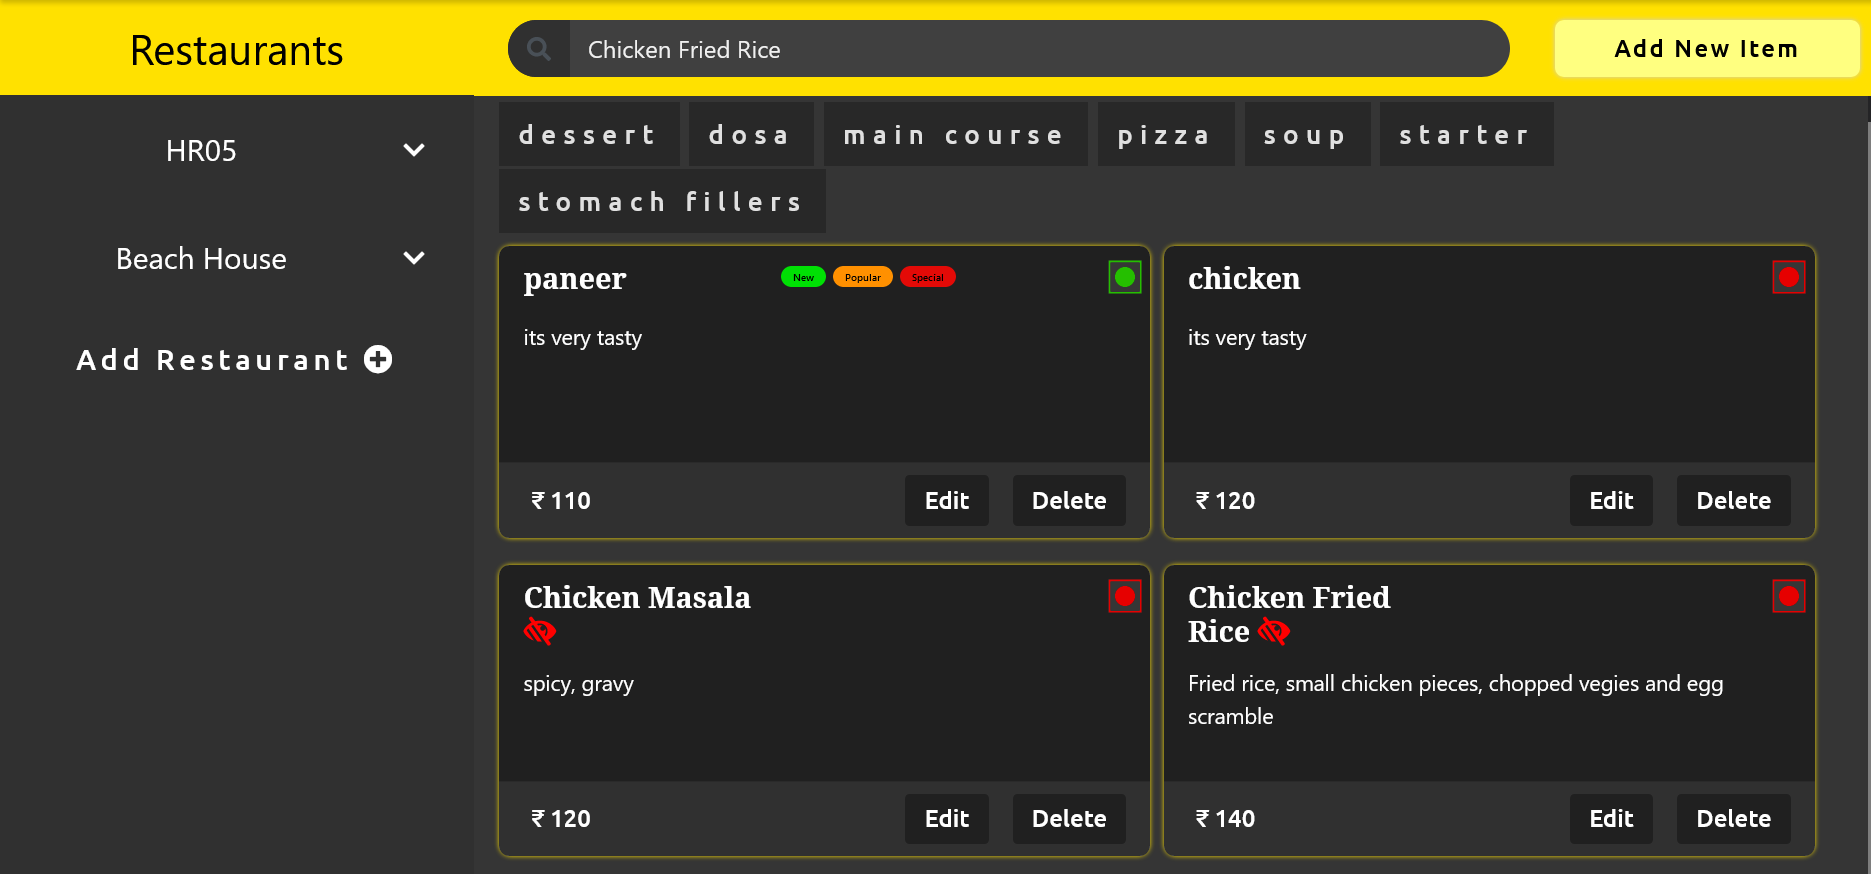 Restaurants
Chicken Fried Rice
Add New Item
HR05
Beach House
Add Restaurant
dessert
dosa
main course
pizza
soup
starter
stomach fillers
paneer
New
Popular
Special
its very tasty
₹ 110
Edit
Delete
chicken
its very tasty
₹ 120
Edit
Delete
Chicken Masala
spicy, gravy
₹ 120
Edit
Delete
Chicken Fried
Rice
Fried rice, small chicken pieces, chopped vegies and egg
scramble
₹ 140
Edit
Delete